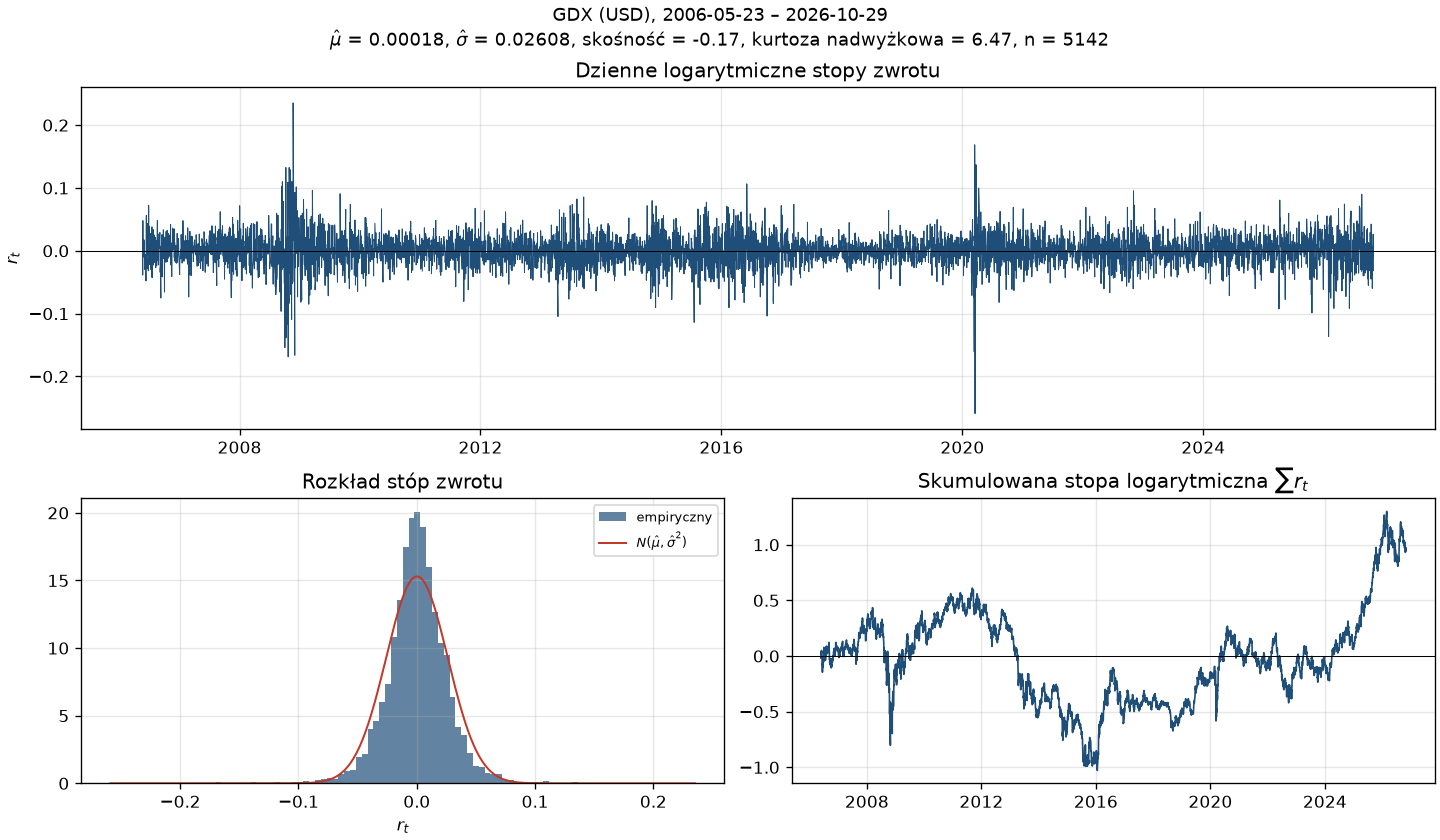 GDX (USD), 2006-05-23 – 2026-10-29
μ̂ = 0.00018, σ̂ = 0.02608, skośność = -0.17, kurtoza nadwyżkowa = 6.47, n = 5142
Dzienne logarytmiczne stopy zwrotu
0.2
0.1
0.0
−0.1
−0.2
r_t
2008 2012 2016 2020 2024
Rozkład stóp zwrotu
20
15
10
5
0
empiryczny
N(μ̂, σ̂²)
−0.2 −0.1 0.0 0.1 0.2
r_t
Skumulowana stopa logarytmiczna ∑r_t
1.0
0.5
0.0
−0.5
−1.0
2008 2012 2016 2020 2024